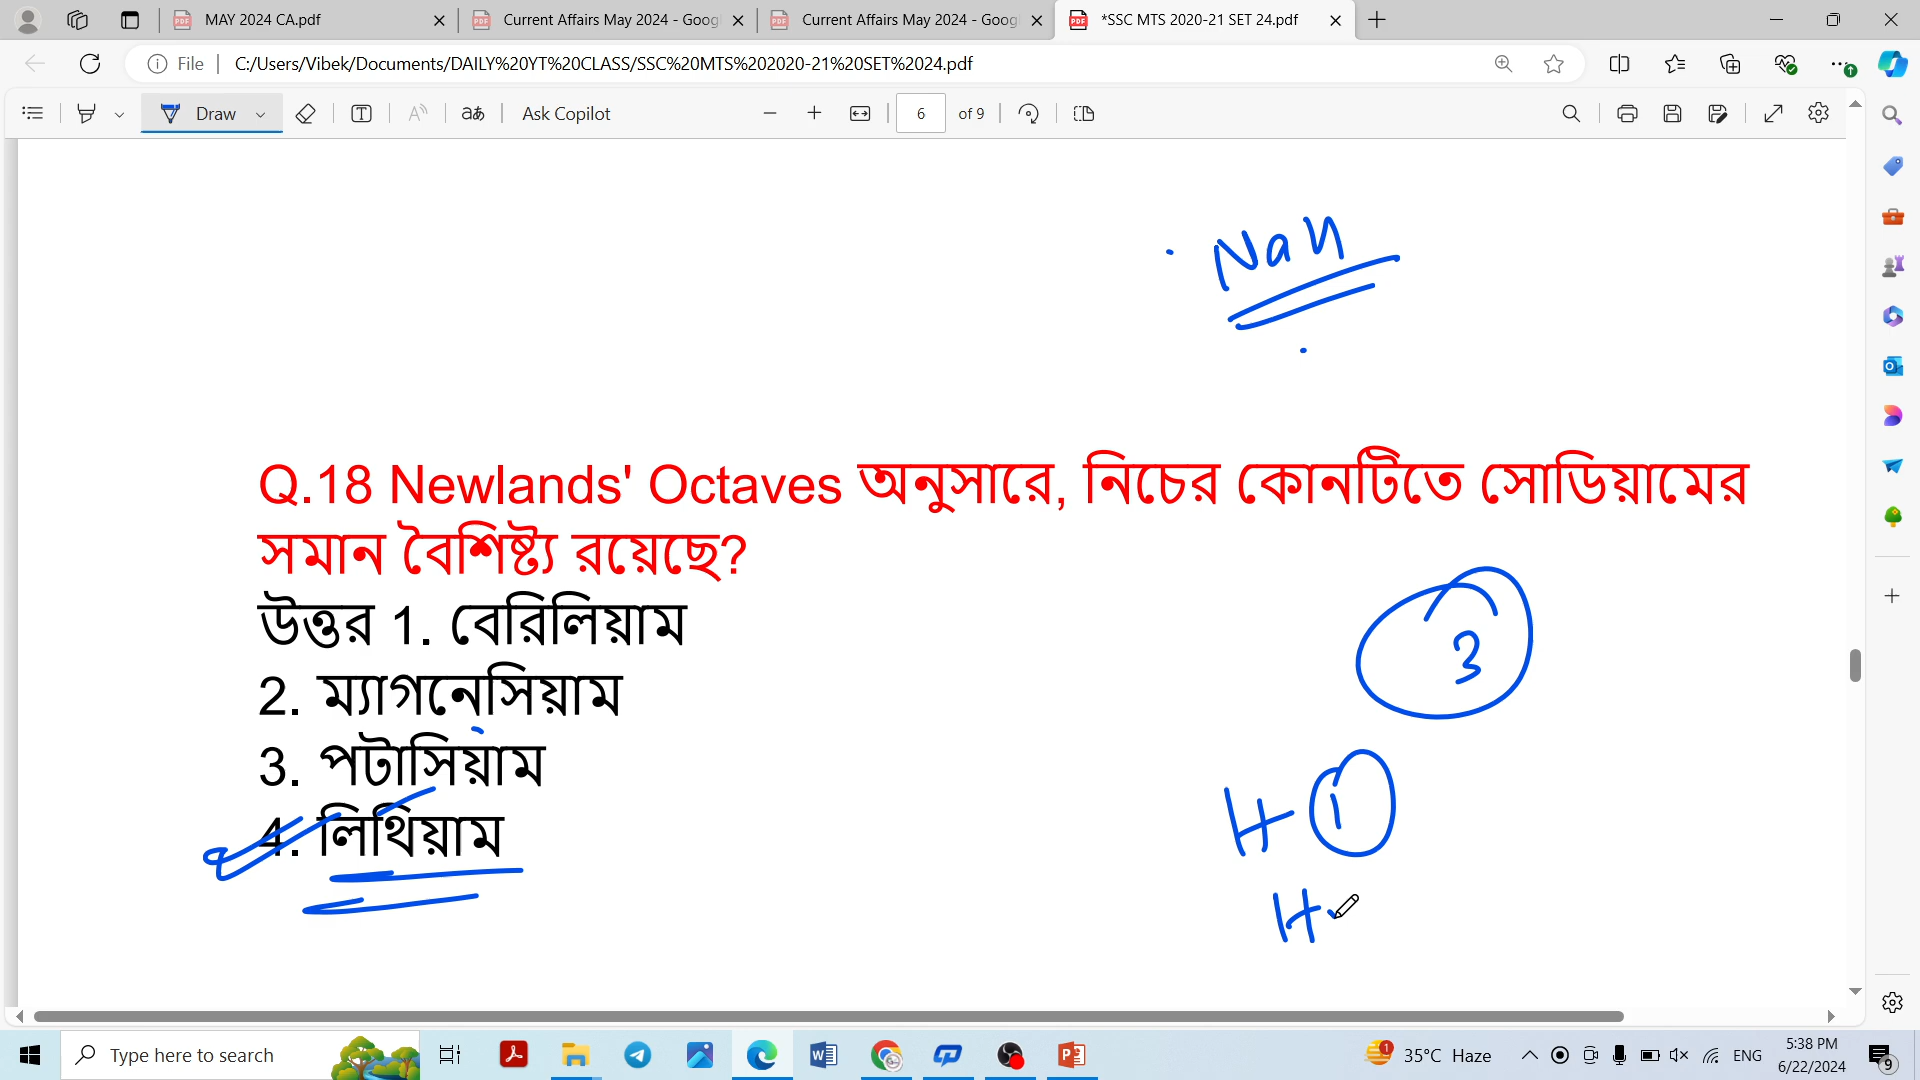 MAY 2024 CA.pdf
Current Affairs May 2024 - Goog
Current Affairs May 2024 - Goog
*SSC MTS 2020-21 SET 24.pdf
File
C:/Users/Vibek/Documents/DAILY%20YT%20CLASS/SSC%20MTS%202020-21%20SET%2024.pdf
Draw
aあ
Ask Copilot
6 of 9
Q.18 Newlands' Octaves অনুসারে, নিচের কোনটিতে সোডিয়ামের
সমান বৈশিষ্ট্য রয়েছে?
উত্তর 1. বেরিলিয়াম
2. ম্যাগনেসিয়াম
3. পটাসিয়াম
4. লিথিয়াম
3
H 1
H
Type here to search
35°C Haze
ENG
5:38 PM
6/22/2024
9